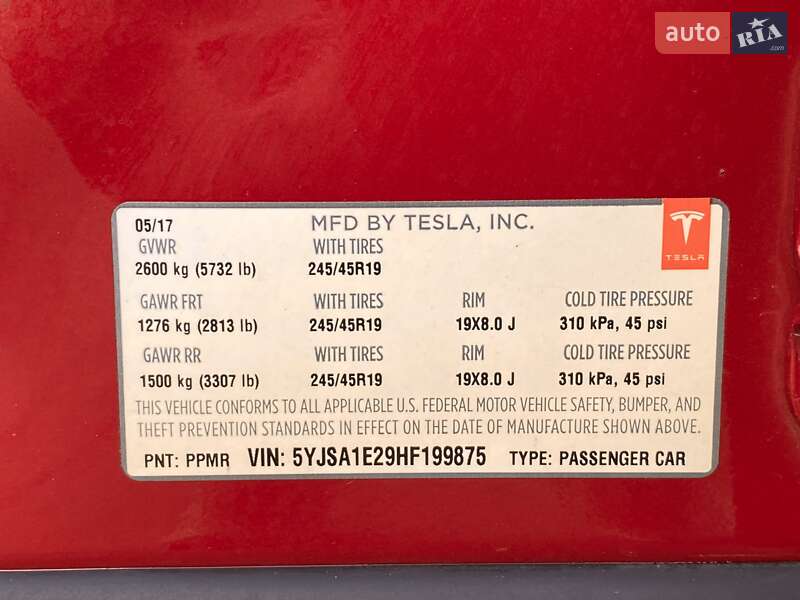 auto RIA .com
05/17 MFD BY TESLA, INC.
GVWR WITH TIRES
2600 kg (5732 lb) 245/45R19
TESLA
GAWR FRT WITH TIRES RIM COLD TIRE PRESSURE
1276 kg (2813 lb) 245/45R19 19X8.0 J 310 kPa, 45 psi
GAWR RR WITH TIRES RIM COLD TIRE PRESSURE
1500 kg (3307 lb) 245/45R19 19X8.0 J 310 kPa, 45 psi
THIS VEHICLE CONFORMS TO ALL APPLICABLE U.S. FEDERAL MOTOR VEHICLE SAFETY, BUMPER, AND
THEFT PREVENTION STANDARDS IN EFFECT ON THE DATE OF MANUFACTURE SHOWN ABOVE.
PNT: PPMR VIN: 5YJSA1E29HF199875 TYPE: PASSENGER CAR